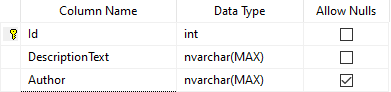 Column Name Data Type Allow Nulls
Id int
DescriptionText nvarchar(MAX)
Author nvarchar(MAX)